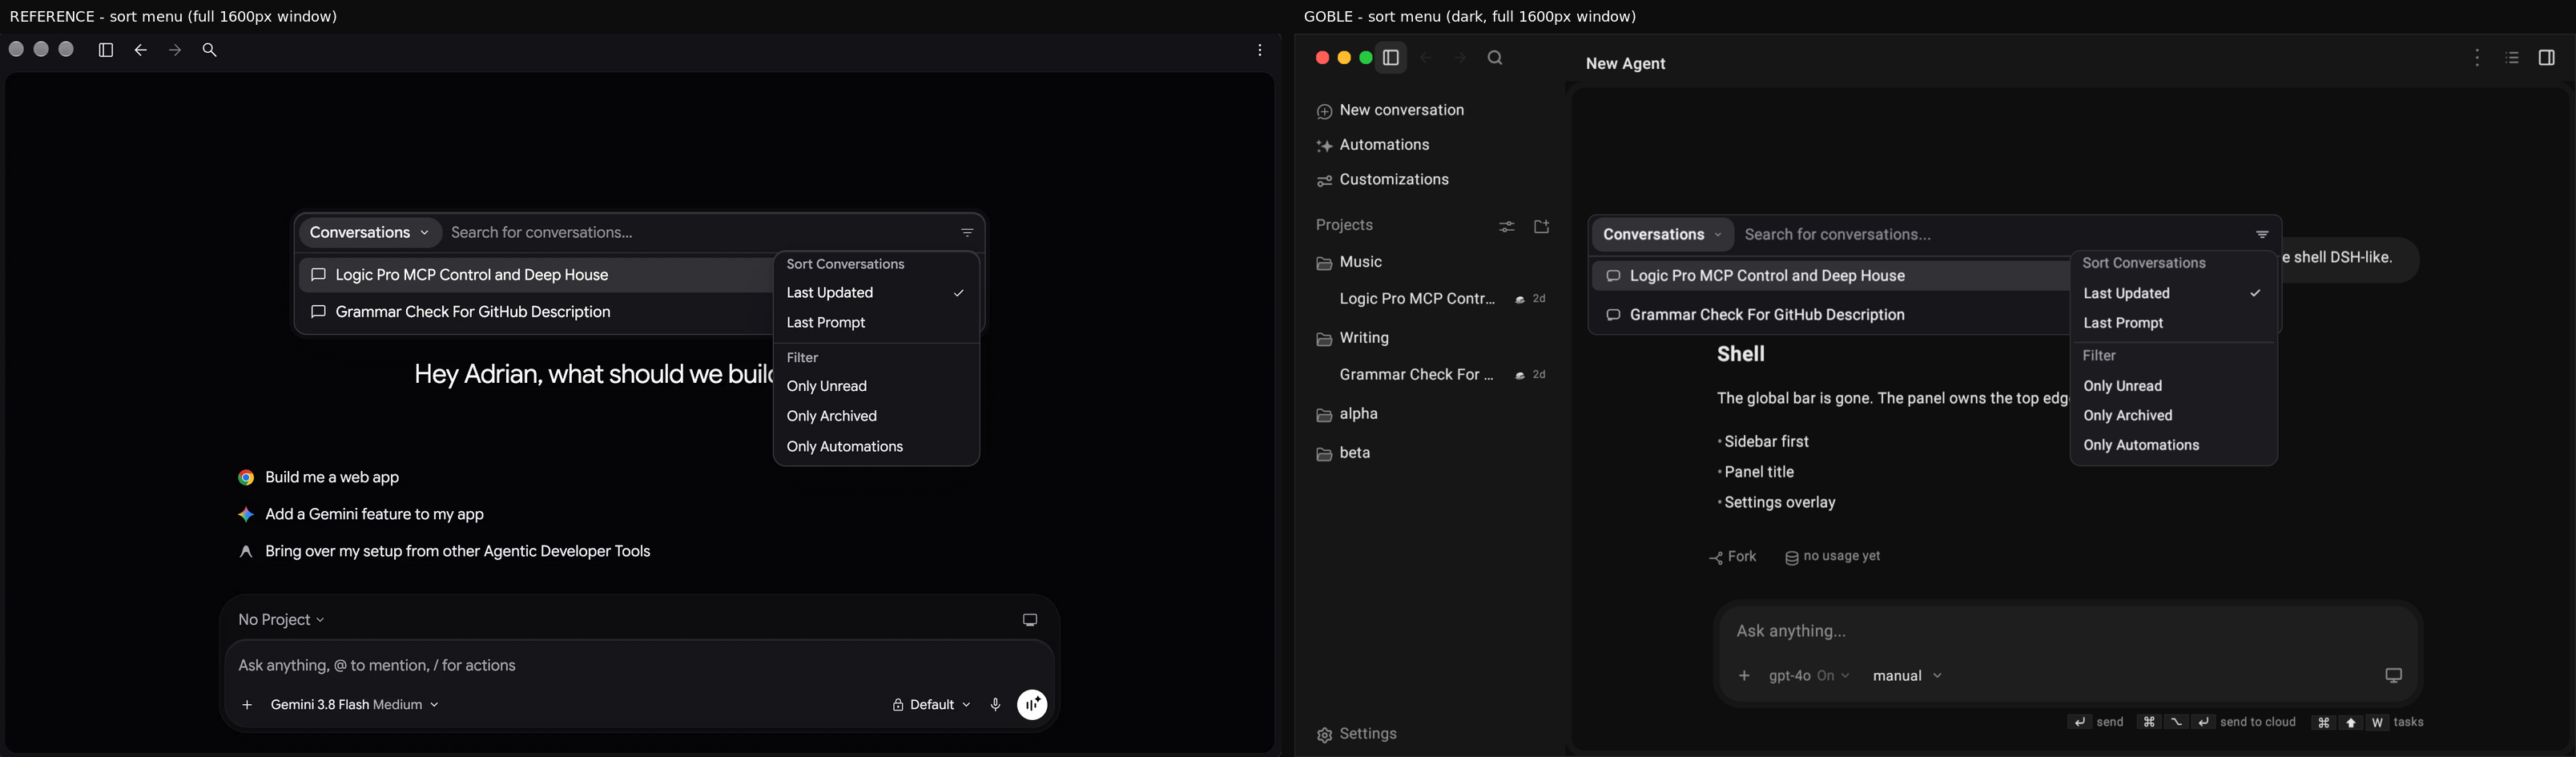 REFERENCE - sort menu (full 1600px window)
Conversations
Search for conversations...
Logic Pro MCP Control and Deep House
Grammar Check For GitHub Description
Sort Conversations
Last Updated
Last Prompt
Filter
Only Unread
Only Archived
Only Automations
Hey Adrian, what should we buil
Build me a web app
Add a Gemini feature to my app
Bring over my setup from other Agentic Developer Tools
No Project
Ask anything, @ to mention, / for actions
Gemini 3.8 Flash Medium
Default
GOBLE - sort menu (dark, full 1600px window)
New Agent
New conversation
Automations
Customizations
Projects
Music
Logic Pro MCP Contr... 2d
Writing
Grammar Check For ... 2d
alpha
beta
Settings
Conversations
Search for conversations...
Logic Pro MCP Control and Deep House
Grammar Check For GitHub Description
Sort Conversations
Last Updated
Last Prompt
Filter
Only Unread
Only Archived
Only Automations
e shell DSH-like.
Shell
The global bar is gone. The panel owns the top edg
• Sidebar first
• Panel title
• Settings overlay
Fork
no usage yet
Ask anything...
gpt-4o On
manual
↵ send ⌘ ⌥ ↵ send to cloud ⌘ ⬆ W tasks